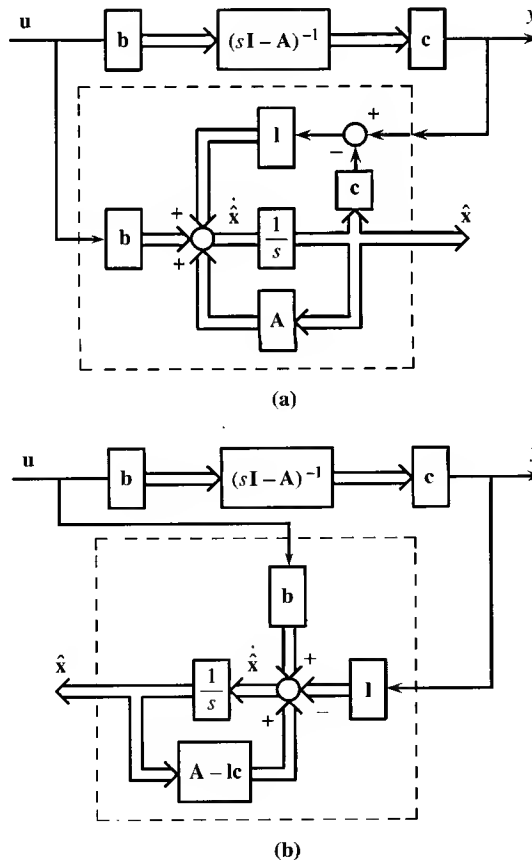 u
y
b
(sI – A)⁻¹
c
l
+
–
c
+
b
ẋ̂
1/s
x̂
+
A
(a)
u
b
(sI – A)⁻¹
c
b
+
ẋ̂
x̂
1/s
l
–
+
A – lc
(b)